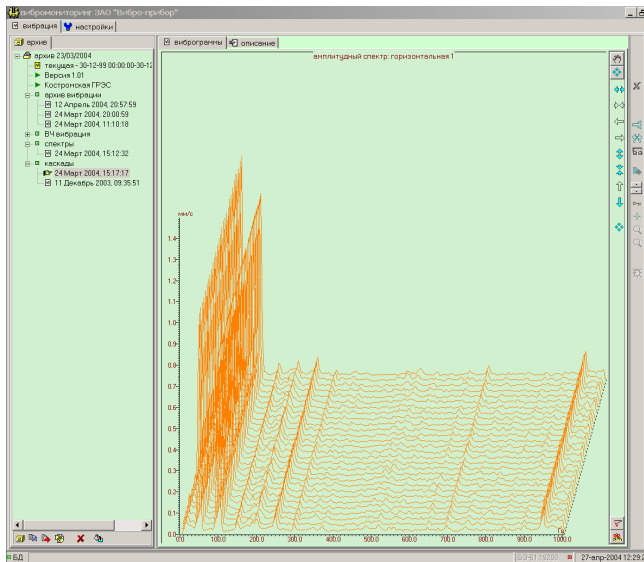 вибромониторинг ЗАО "Вибро-прибор"
вибрация
настройки
архив
архив 23/03/2004
текущая - 30-12-99 00:00:00-30-12
Версия 1.01
Костромская ГРЭС
архив вибрации
12 Апрель 2004, 20:57:59
24 Март 2004, 20:00:59
24 Март 2004, 11:10:18
ВЧ вибрация
спектры
24 Март 2004, 15:12:32
каскады
24 Март 2004, 15:17:17
11 Декабрь 2003, 09:35:51
виброграммы
описание
амплитудный спектр: горизонтальная 1
мм/с
1.4
1.3
1.2
1.1
1.0
0.9
0.8
0.7
0.6
0.5
0.4
0.3
0.2
0.1
0.0
0.0 100.0 200.0 300.0 400.0 500.0 600.0 700.0 800.0 900.0 1000.0
Гц
БД
БЭ-61:19200
27-апр-2004 12:29:2